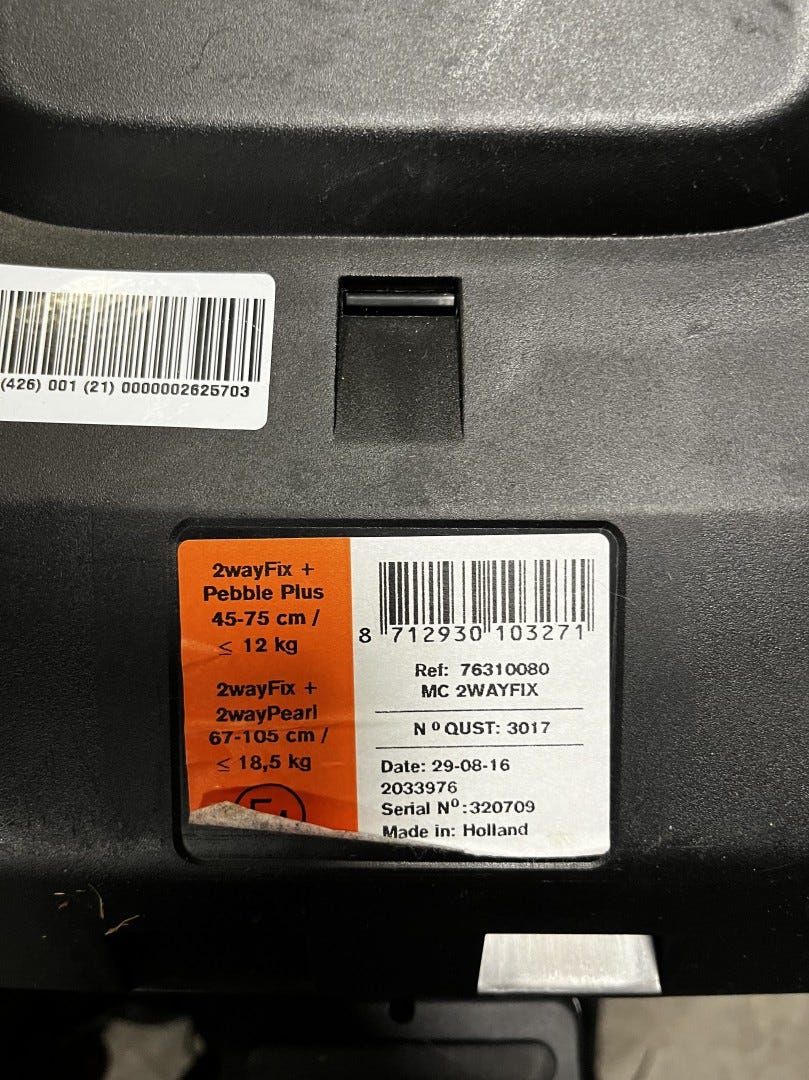 (426) 001 (21) 0000002625703
2wayFix +
Pebble Plus
45-75 cm /
≤ 12 kg
2wayFix +
2wayPearl
67-105 cm /
≤ 18,5 kg
8 712930 103271
Ref: 76310080
MC 2WAYFIX
Nº QUST: 3017
Date: 29-08-16
2033976
Serial Nº:320709
Made in: Holland